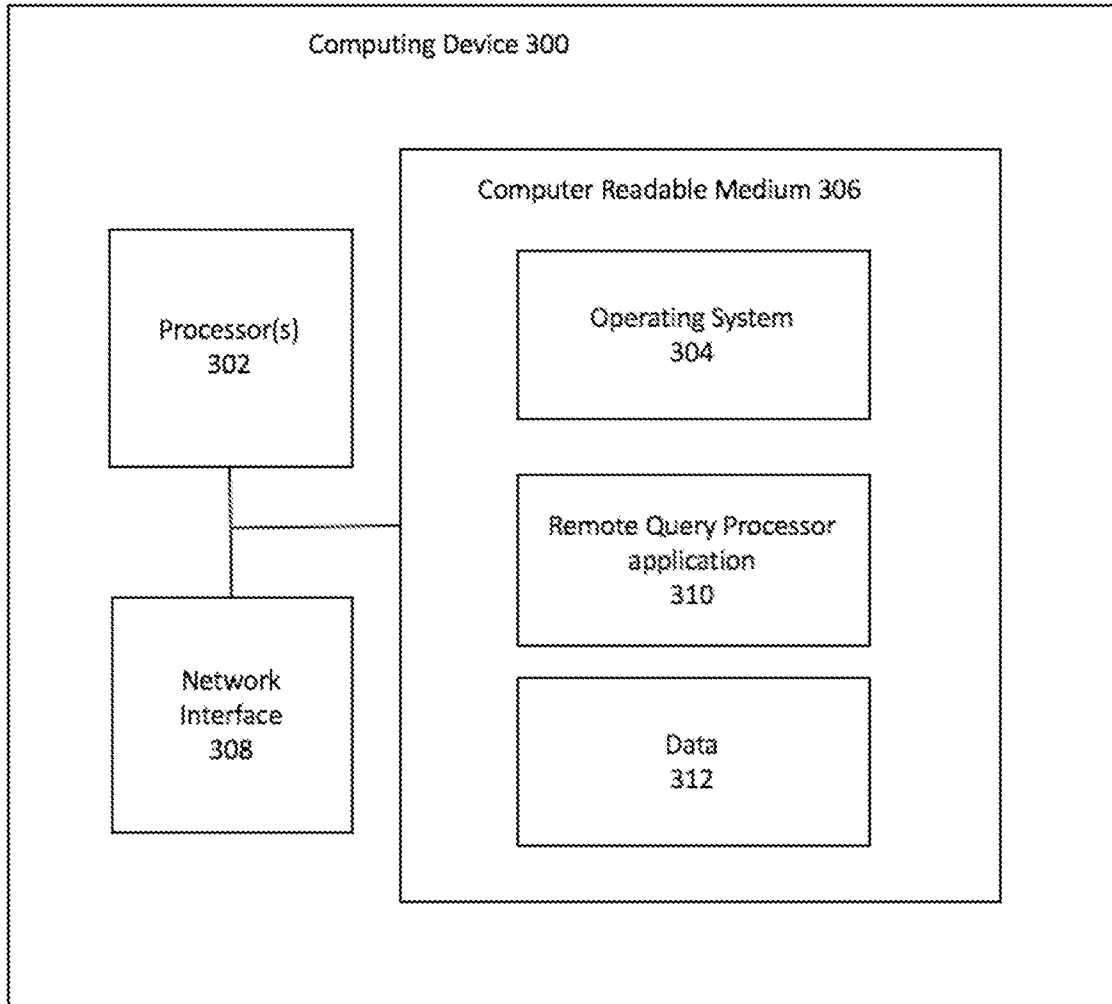 Computing Device 300
Computer Readable Medium 306
Processor(s)
302
Operating System
304
Remote Query Processor
application
310
Network
Interface
308
Data
312